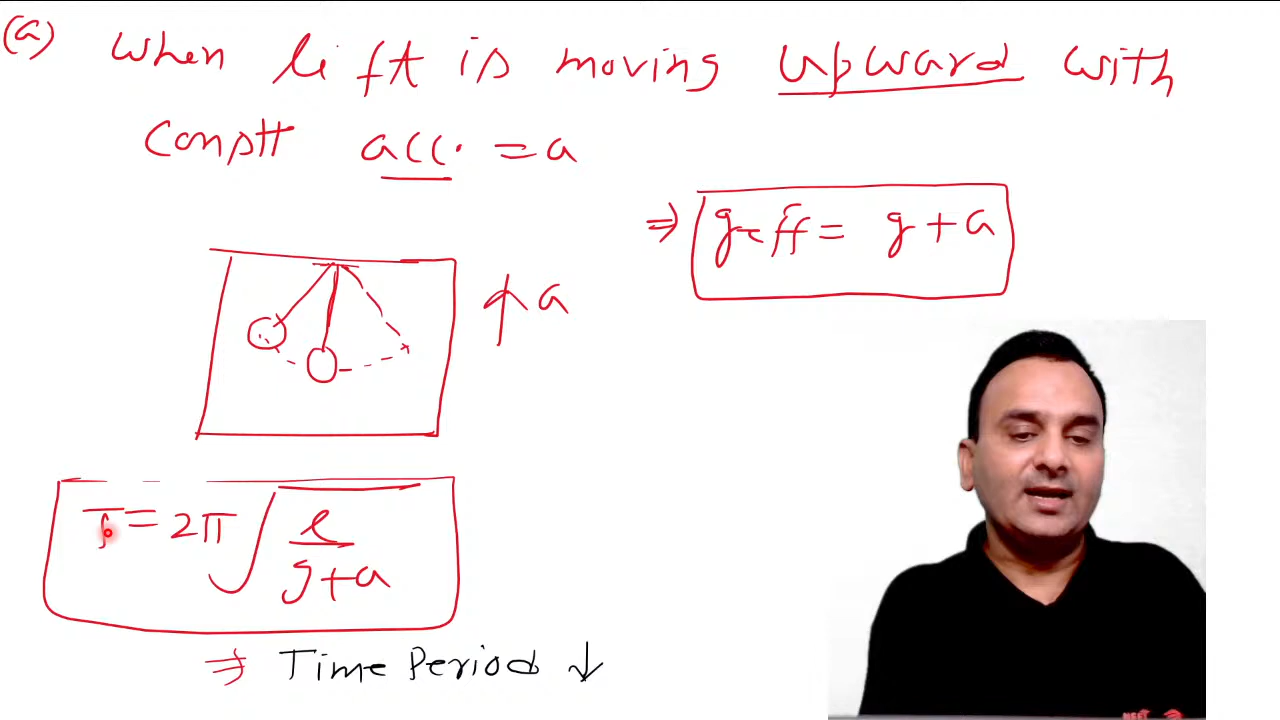 (a) When lift is moving upward with
Constt acc. = a
⇒ geff = g + a
↑ a
T = 2π √(l / g+a)
⇒ Time Period ↓